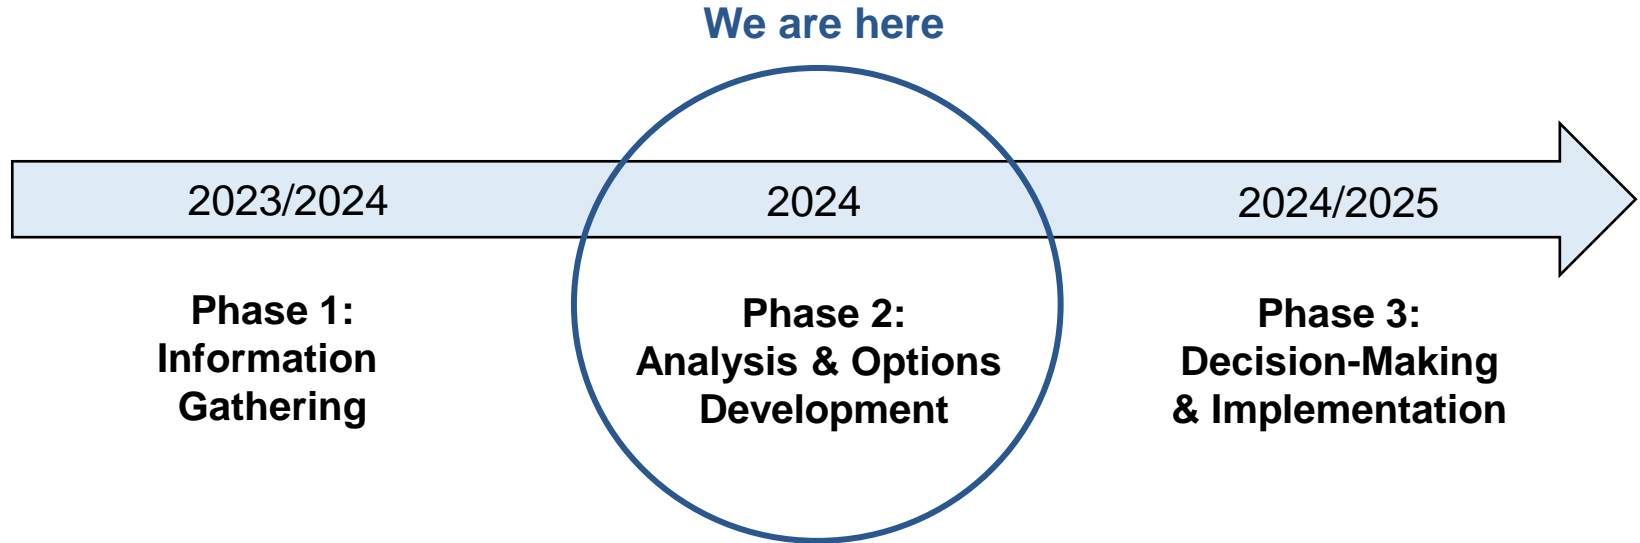 We are here
2023/2024
2024
2024/2025
Phase 1:
Information
Gathering
Phase 2:
Analysis & Options
Development
Phase 3:
Decision-Making
& Implementation